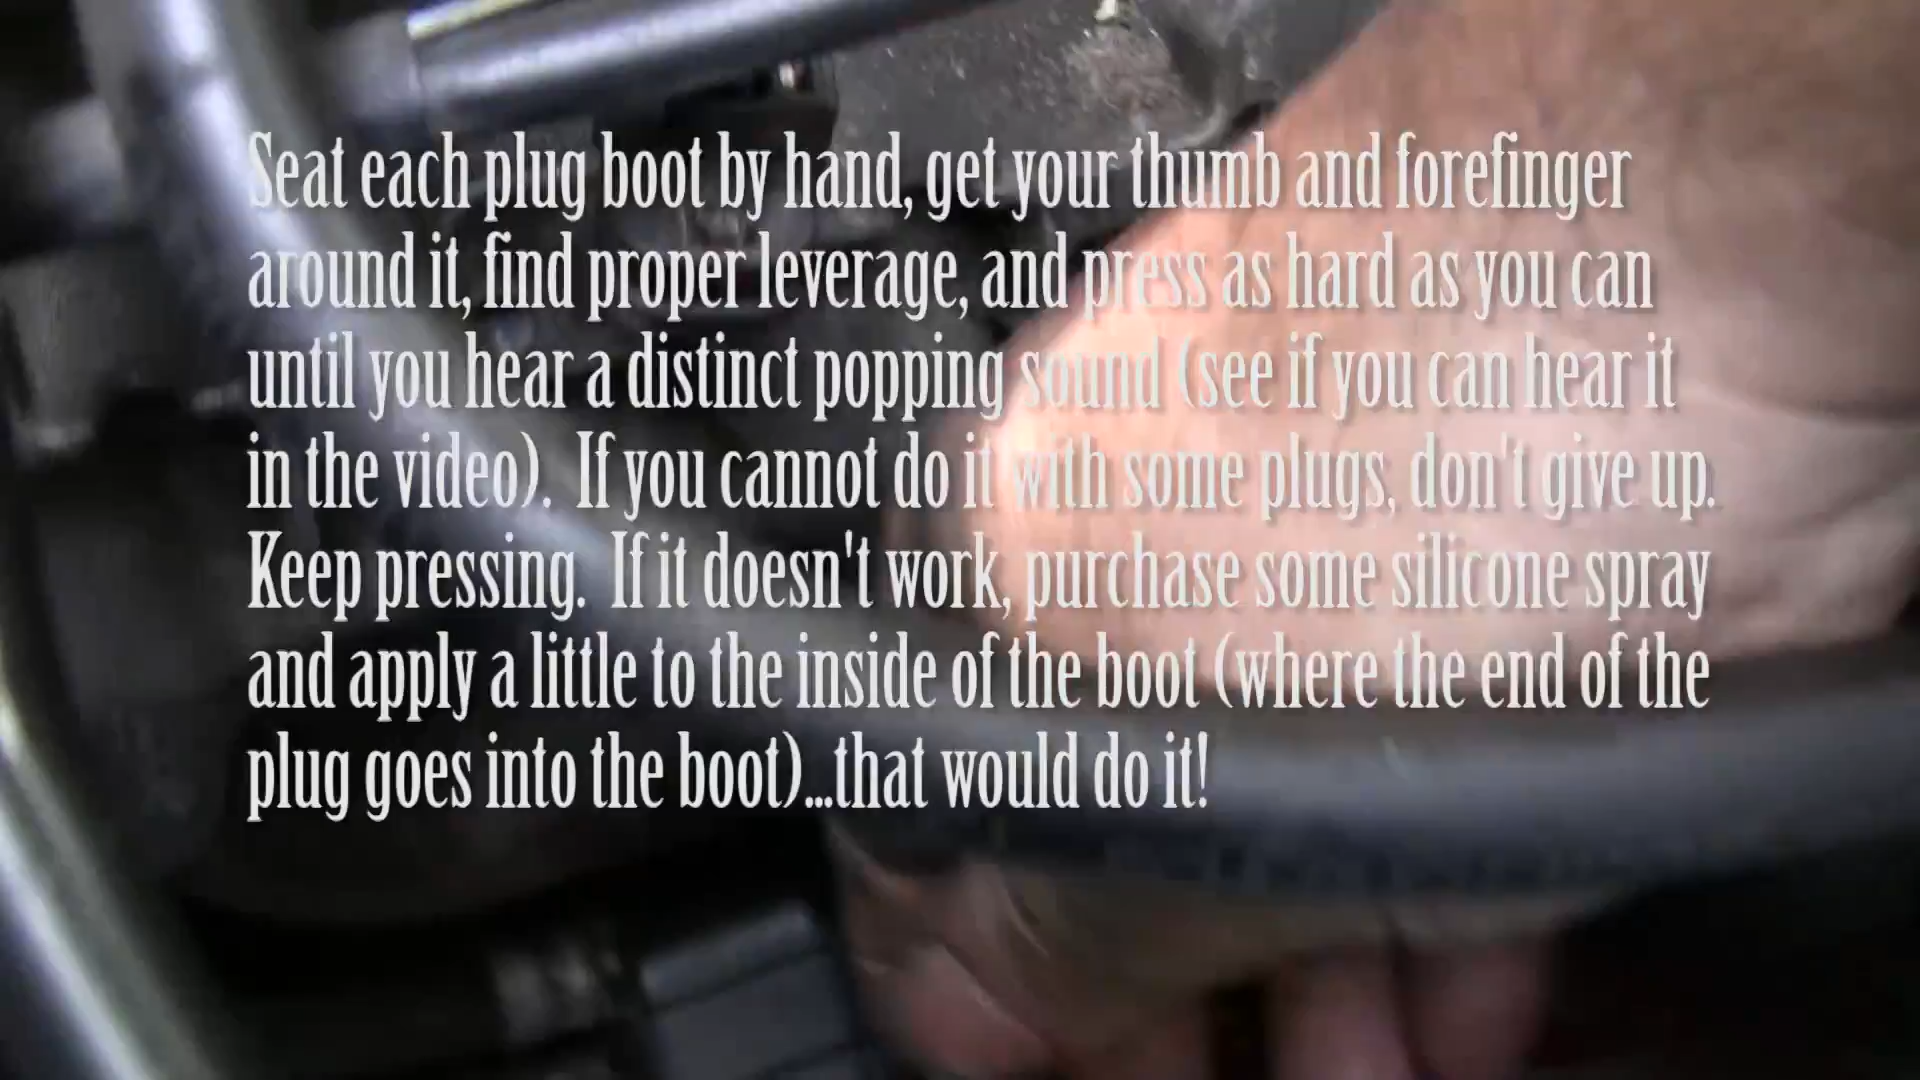 Seat each plug boot by hand, get your thumb and forefinger
around it, find proper leverage, and press as hard as you can
until you hear a distinct popping sound (see if you can hear it
in the video).  If you cannot do it with some plugs, don't give up.
Keep pressing.  If it doesn't work, purchase some silicone spray
and apply a little to the inside of the boot (where the end of the
plug goes into the boot)...that would do it!